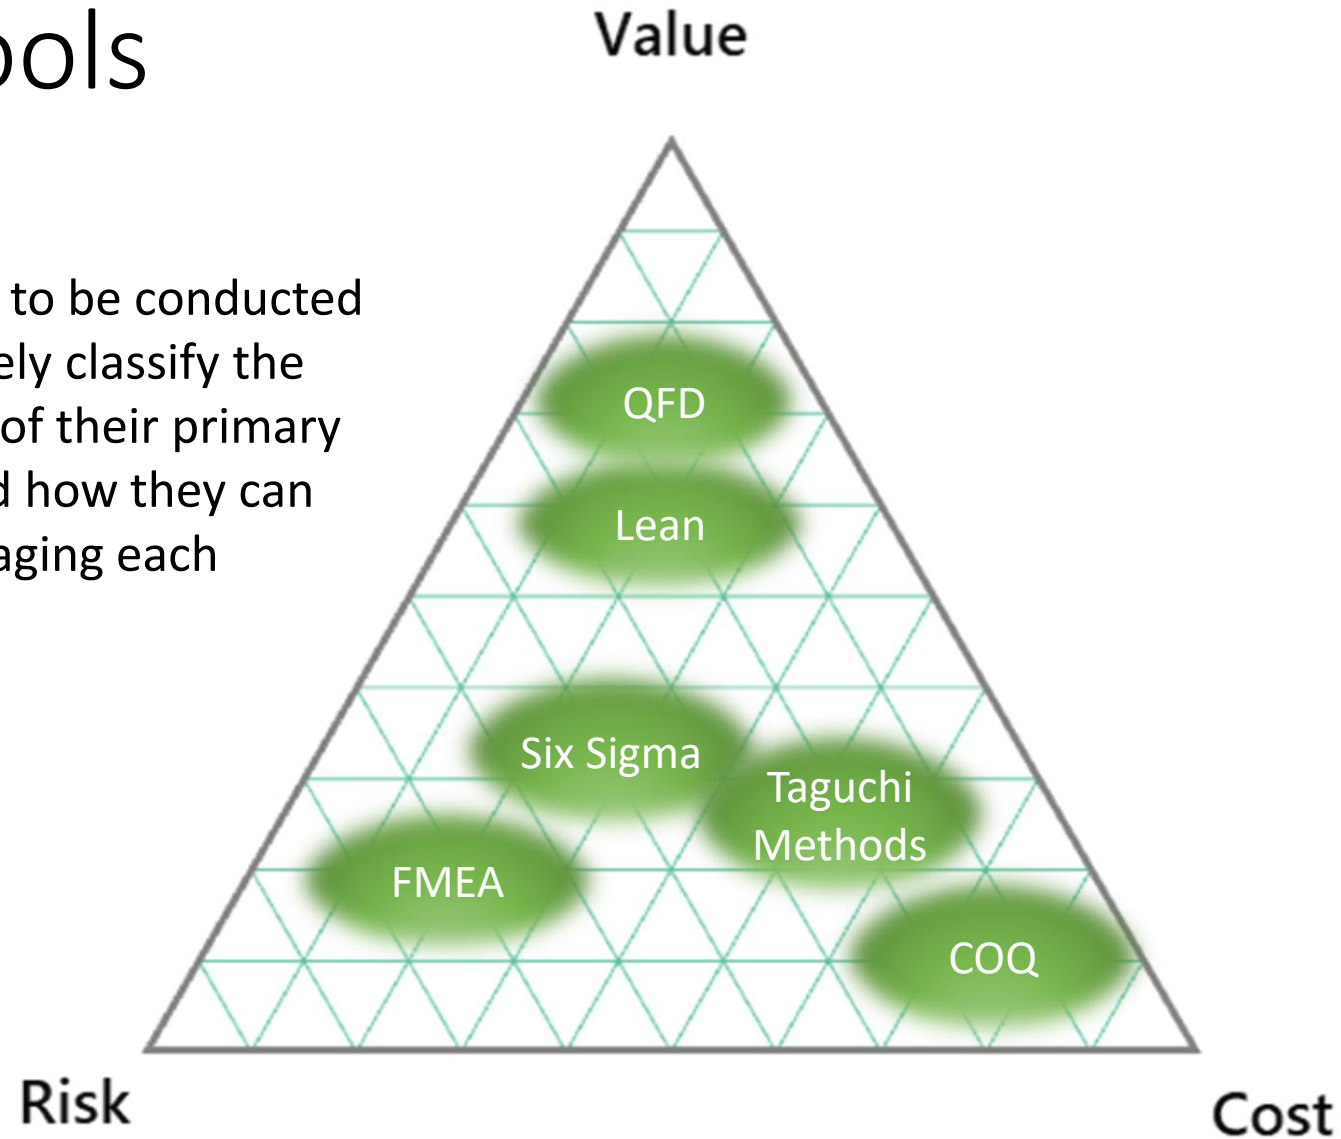 ools
Value
to be conducted
ely classify the
of their primary
d how they can
aging each
QFD
Lean
Six Sigma
Taguchi
Methods
FMEA
COQ
Risk
Cost